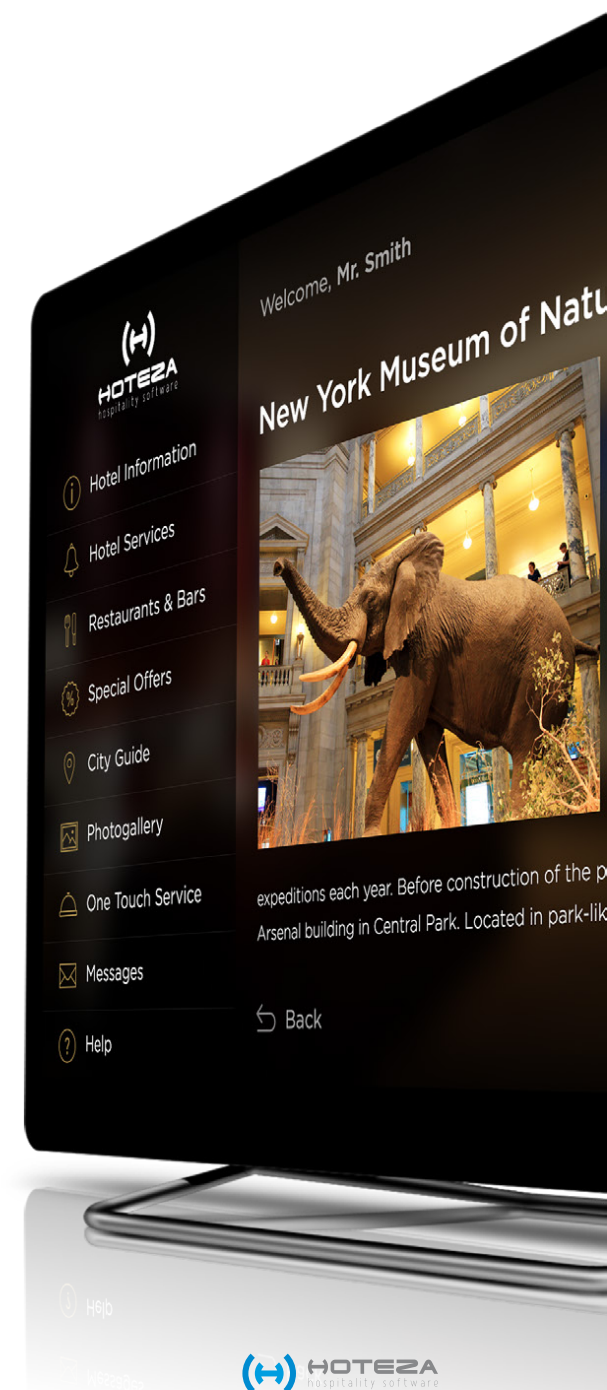 Welcome, Mr. Smith
HOTEZA
hospitality software
New York Museum of Natu
Hotel Information
Hotel Services
Restaurants & Bars
Special Offers
City Guide
Photogallery
One Touch Service
Messages
Help
expeditions each year. Before construction of the p
Arsenal building in Central Park. Located in park-lik
Back
Help
HOTEZA
hospitality software